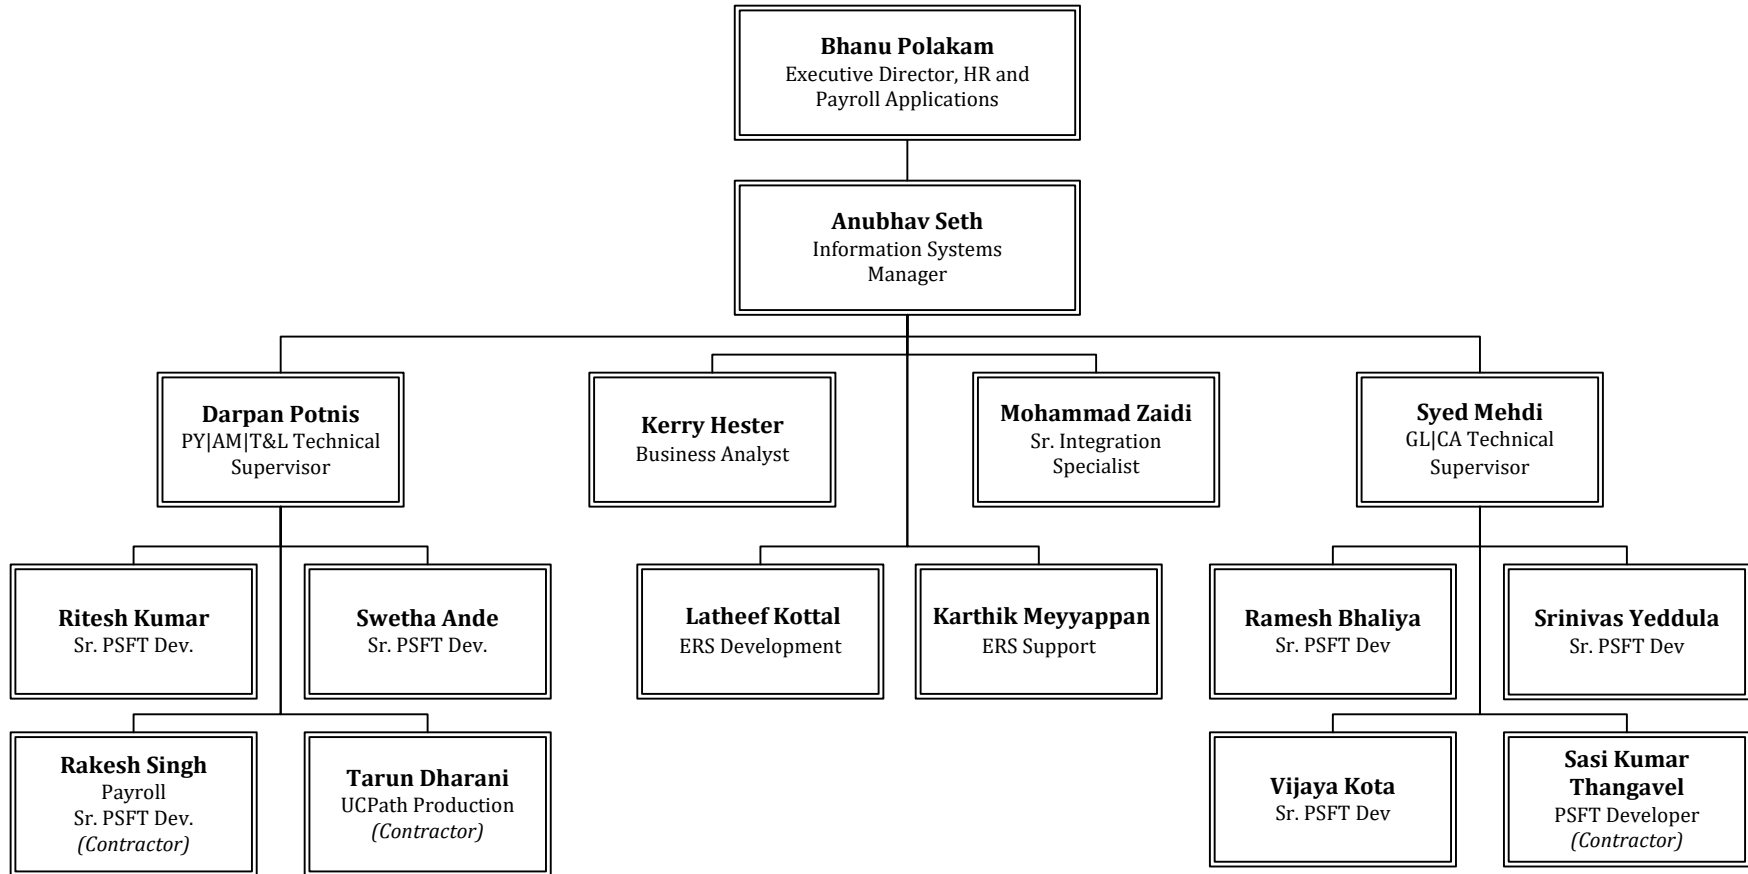 Bhanu Polakam
Executive Director, HR and
Payroll Applications
Anubhav Seth
Information Systems
Manager
Darpan Potnis
PY|AM|T&L Technical
Supervisor
Kerry Hester
Business Analyst
Mohammad Zaidi
Sr. Integration
Specialist
Syed Mehdi
GL|CA Technical
Supervisor
Ritesh Kumar
Sr. PSFT Dev.
Swetha Ande
Sr. PSFT Dev.
Latheef Kottal
ERS Development
Karthik Meyyappan
ERS Support
Ramesh Bhaliya
Sr. PSFT Dev
Srinivas Yeddula
Sr. PSFT Dev
Rakesh Singh
Payroll
Sr. PSFT Dev.
(Contractor)
Tarun Dharani
UCPath Production
(Contractor)
Vijaya Kota
Sr. PSFT Dev
Sasi Kumar
Thangavel
PSFT Developer
(Contractor)